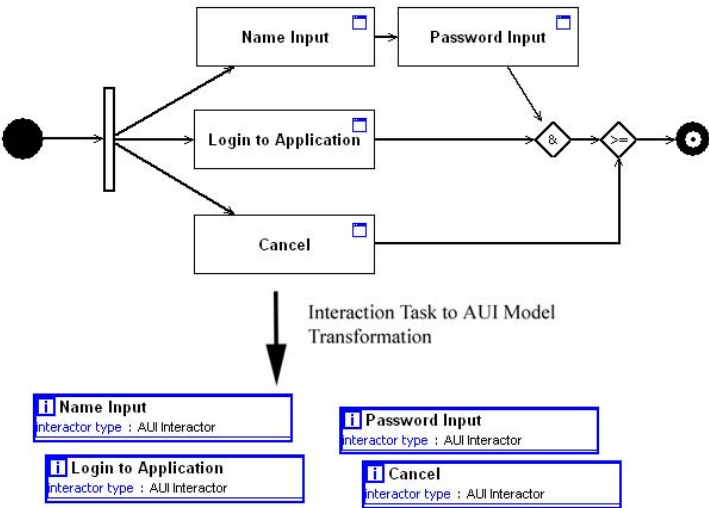 Name Input
Password Input
Login to Application
&
>=
Cancel
Interaction Task to AUI Model
Transformation
i Name Input
interactor type : AUI Interactor
i Password Input
interactor type : AUI Interactor
i Login to Application
interactor type : AUI Interactor
i Cancel
interactor type : AUI Interactor